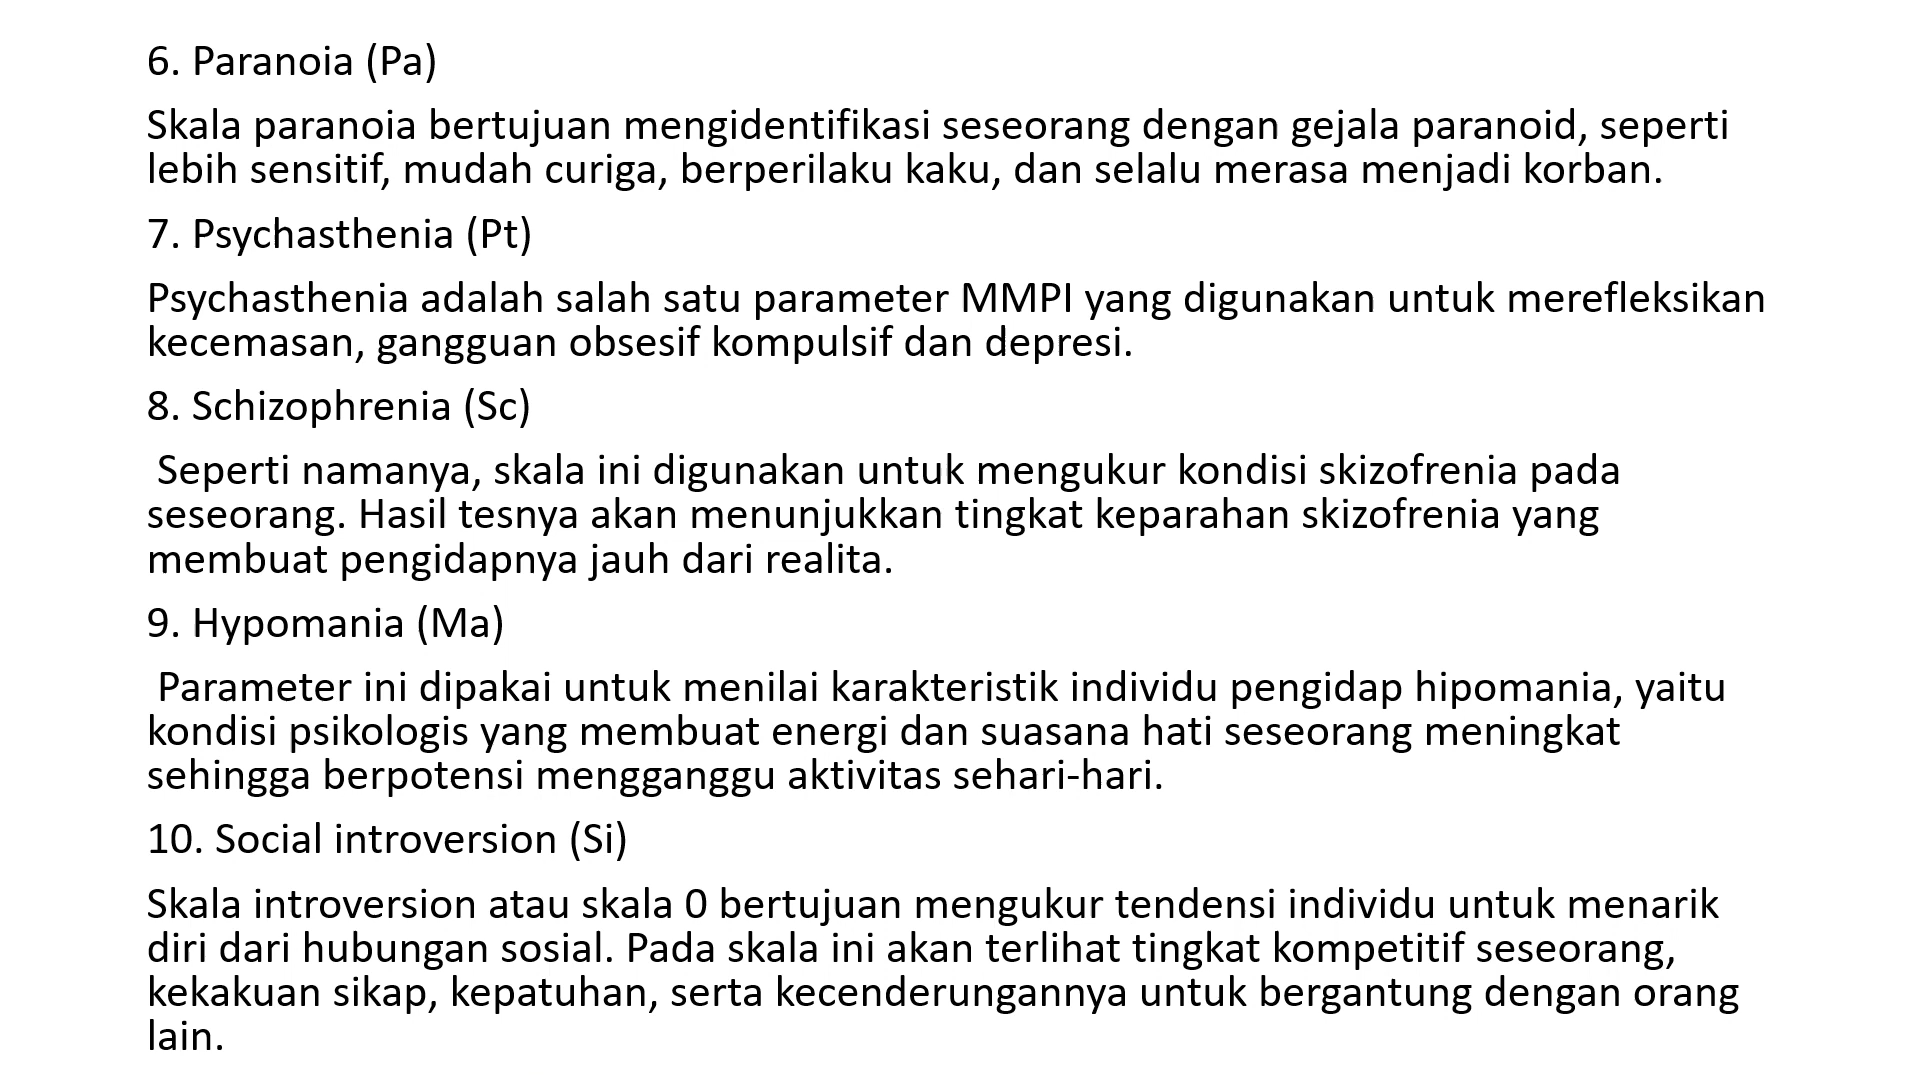 6. Paranoia (Pa)
Skala paranoia bertujuan mengidentifikasi seseorang dengan gejala paranoid, seperti
lebih sensitif, mudah curiga, berperilaku kaku, dan selalu merasa menjadi korban.
7. Psychasthenia (Pt)
Psychasthenia adalah salah satu parameter MMPI yang digunakan untuk merefleksikan
kecemasan, gangguan obsesif kompulsif dan depresi.
8. Schizophrenia (Sc)
Seperti namanya, skala ini digunakan untuk mengukur kondisi skizofrenia pada
seseorang. Hasil tesnya akan menunjukkan tingkat keparahan skizofrenia yang
membuat pengidapnya jauh dari realita.
9. Hypomania (Ma)
Parameter ini dipakai untuk menilai karakteristik individu pengidap hipomania, yaitu
kondisi psikologis yang membuat energi dan suasana hati seseorang meningkat
sehingga berpotensi mengganggu aktivitas sehari-hari.
10. Social introversion (Si)
Skala introversion atau skala 0 bertujuan mengukur tendensi individu untuk menarik
diri dari hubungan sosial. Pada skala ini akan terlihat tingkat kompetitif seseorang,
kekakuan sikap, kepatuhan, serta kecenderungannya untuk bergantung dengan orang
lain.